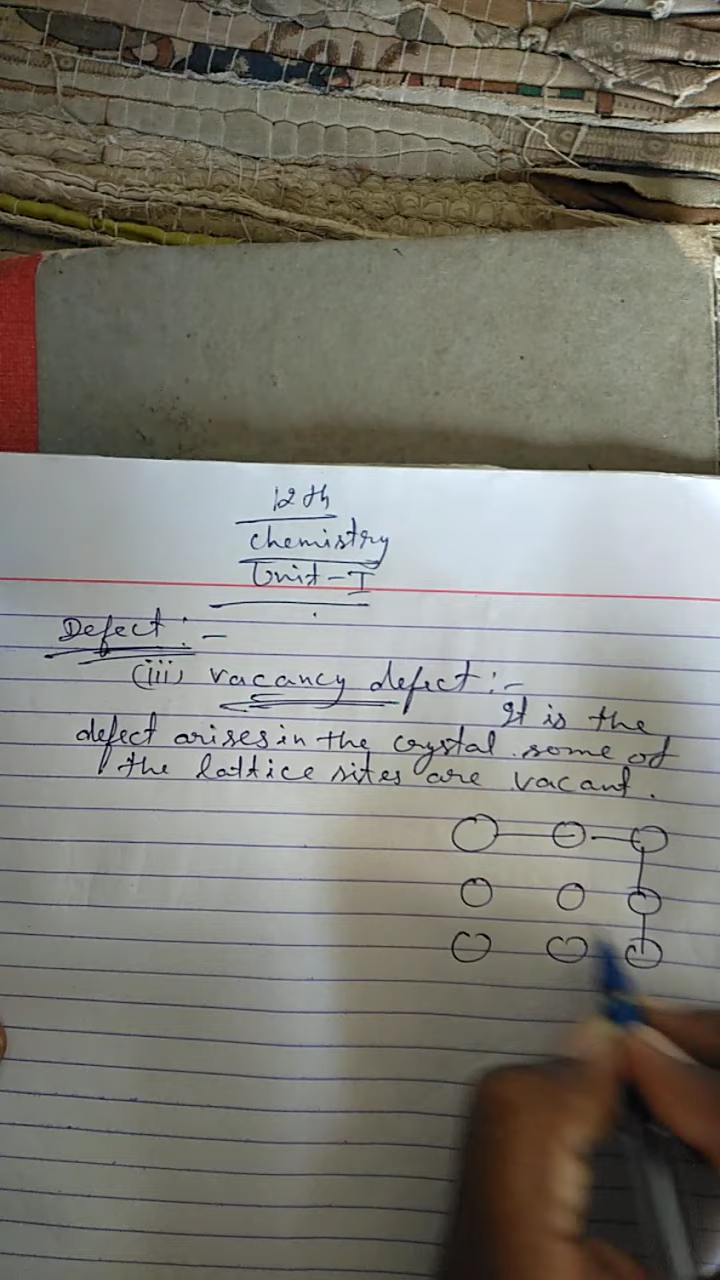 12th
chemistry
Unit-I
Defect :-
(iii) vacancy defect :-
It is the
defect arises in the crystal some of
the lattice sites are vacant.